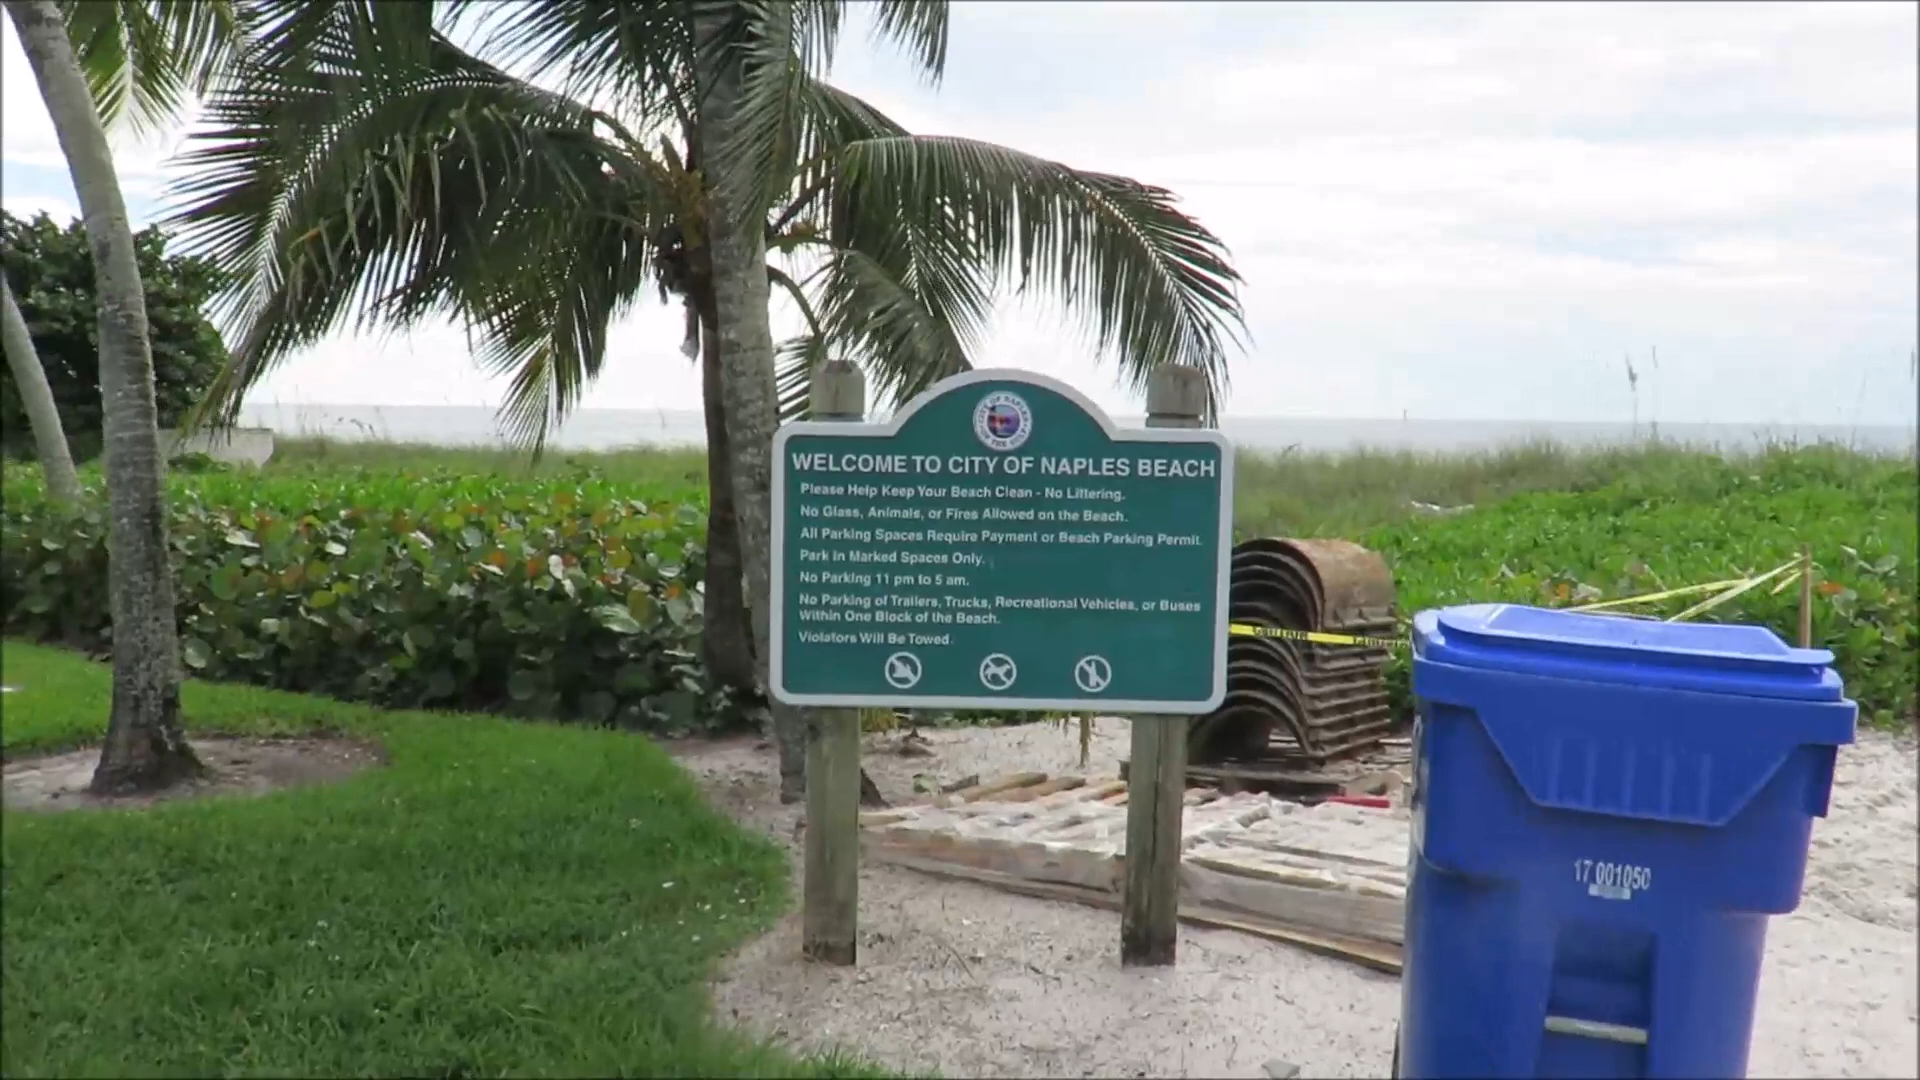 CITY OF NAPLES
WELCOME TO CITY OF NAPLES BEACH
Please Help Keep Your Beach Clean - No Littering.
No Glass, Animals, or Fires Allowed on the Beach.
All Parking Spaces Require Payment or Beach Parking Permit.
Park in Marked Spaces Only.
No Parking 11 pm to 5 am.
No Parking of Trailers, Trucks, Recreational Vehicles, or Buses
Within One Block of the Beach.
Violators Will Be Towed.
17 001050